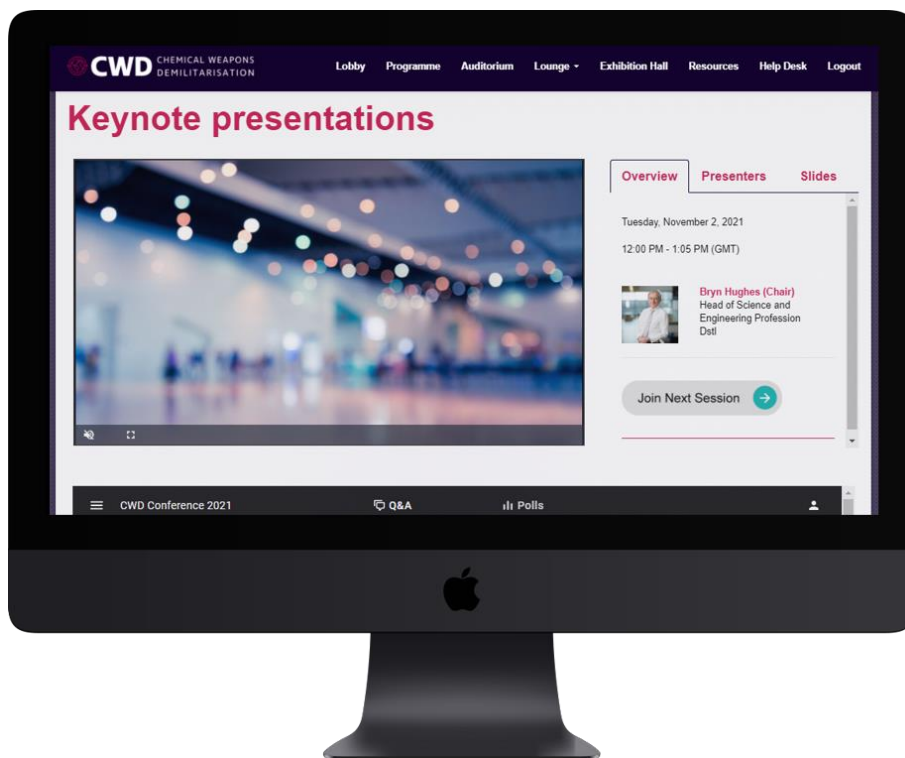 CWD CHEMICAL WEAPONS
DEMILITARISATION
Lobby Programme Auditorium Lounge Exhibition Hall Resources Help Desk Logout
Keynote presentations
Overview Presenters Slides
Tuesday, November 2, 2021
12:00 PM - 1:05 PM (GMT)
Bryn Hughes (Chair)
Head of Science and
Engineering Profession
Dstl
Join Next Session
CWD Conference 2021 Q&A Polls